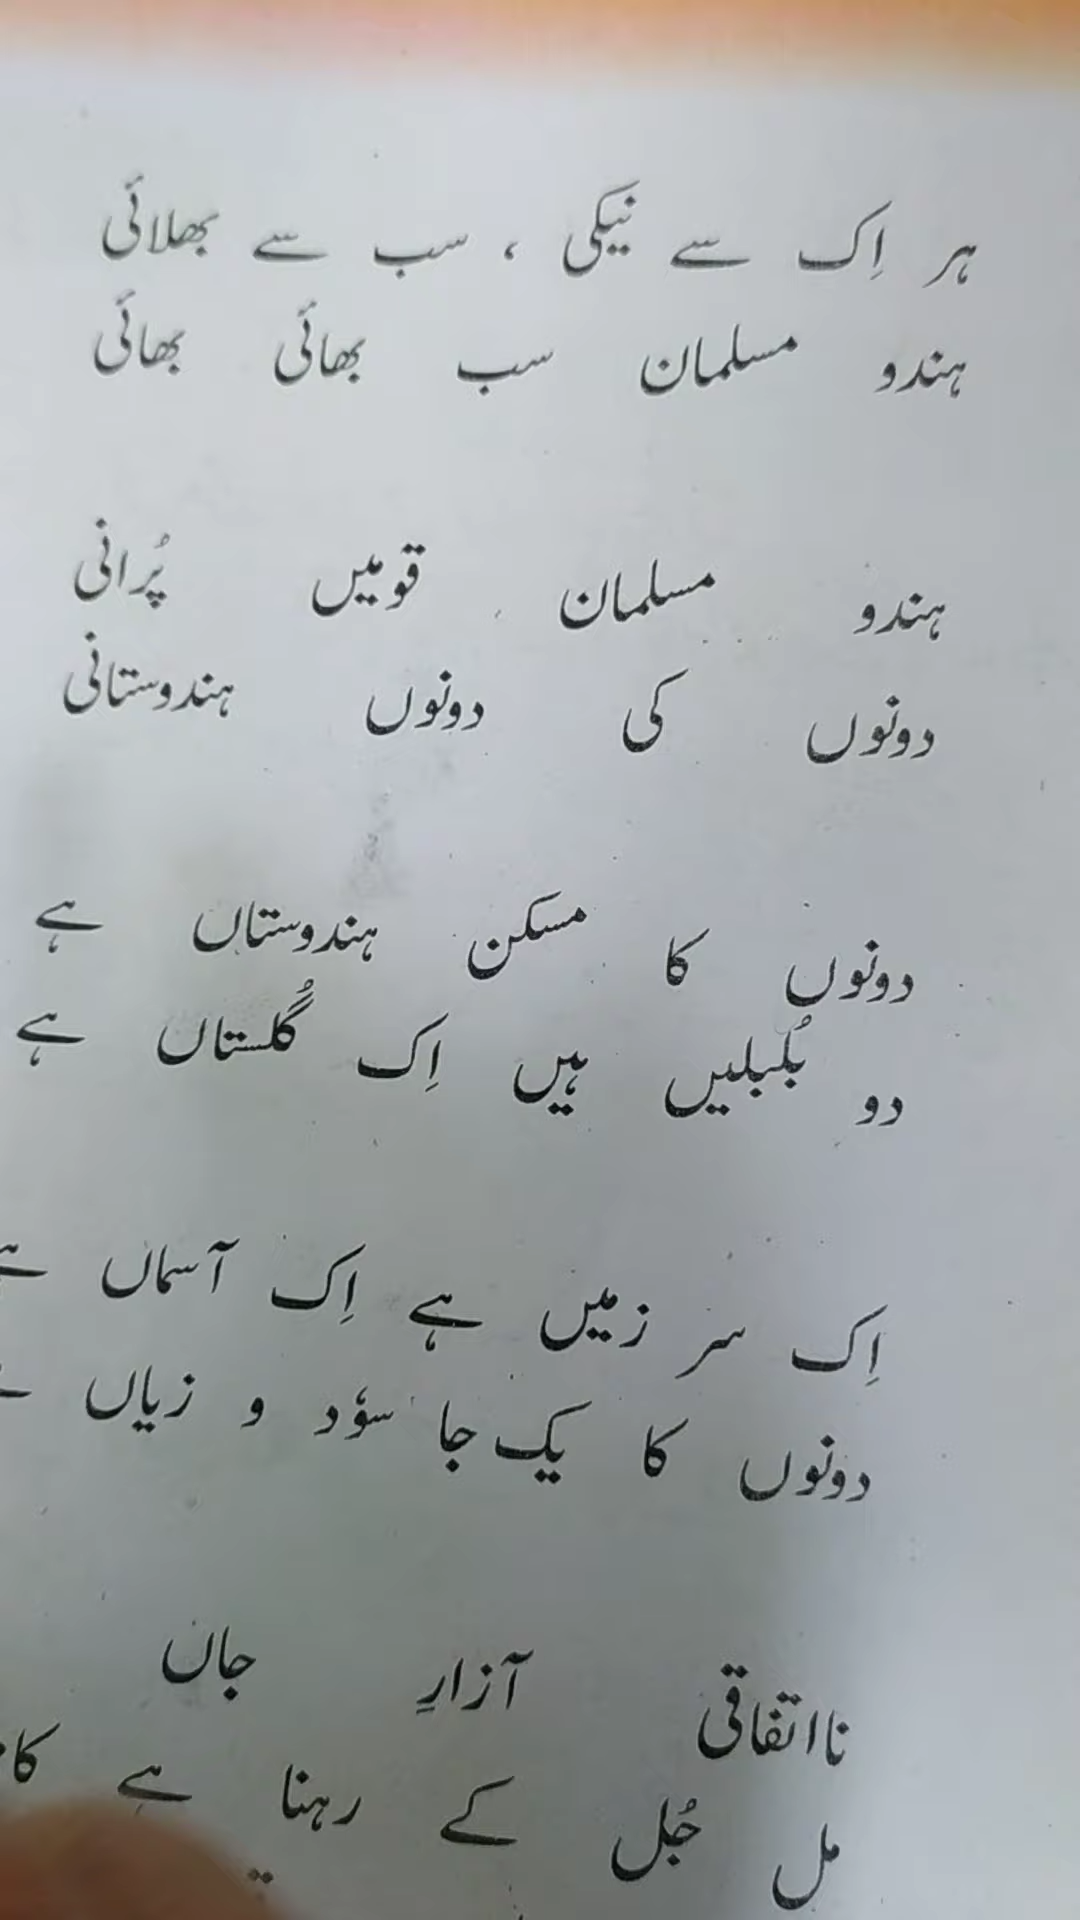 ہر اِک سے نیکی ، سب سے بھلائی
ہندو مسلمان سب بھائی بھائی
ہندو مسلمان قومیں پُرانی
دونوں کی دونوں ہندوستانی
دونوں کا مسکن ہندوستاں ہے
دو بُلبلیں ہیں اِک گُلستاں ہے
اِک سر زمیں ہے اِک آسماں ہے
دونوں کا یک جا سوٗد و زیاں
نااتفاقی آزارِ جاں
مل جُل کے رہنا ہے